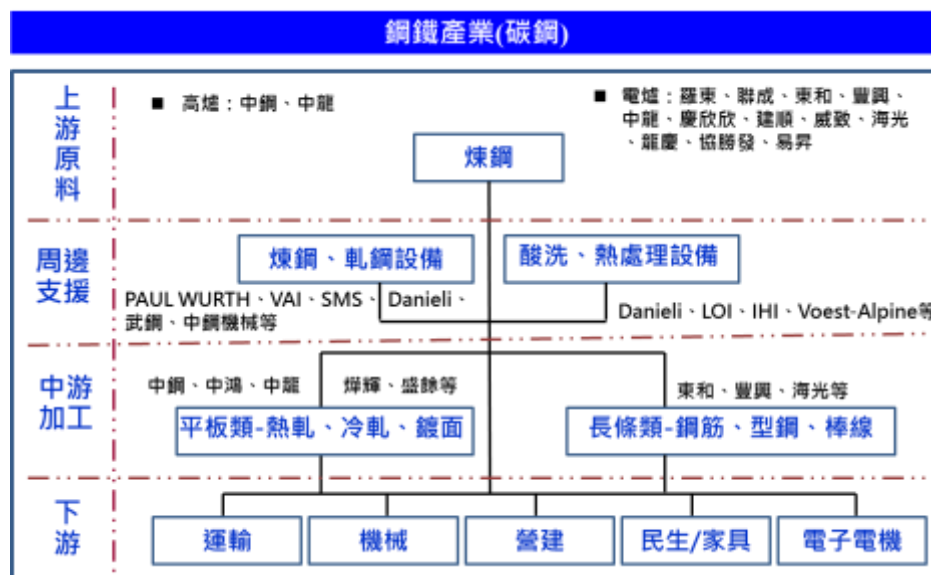 鋼鐵產業(碳鋼)
上游原料
■ 高爐：中鋼、中龍
■ 電爐：羅東、聯成、東和、豐興、
中龍、慶欣欣、建順、威致、海光
、龍慶、協勝發、易昇
煉鋼
周邊
支援
煉鋼、軋鋼設備
酸洗、熱處理設備
PAUL WURTH、VAI、SMS、Danieli、
武鋼、中鋼機械等
Danieli、LOI、IHI、Voest-Alpine等
中游
加工
中鋼、中鴻、中龍
燁輝、盛餘等
東和、豐興、海光等
平板類-熱軋、冷軋、鍍面
長條類-鋼筋、型鋼、棒線
下游
運輸
機械
營建
民生/家具
電子電機